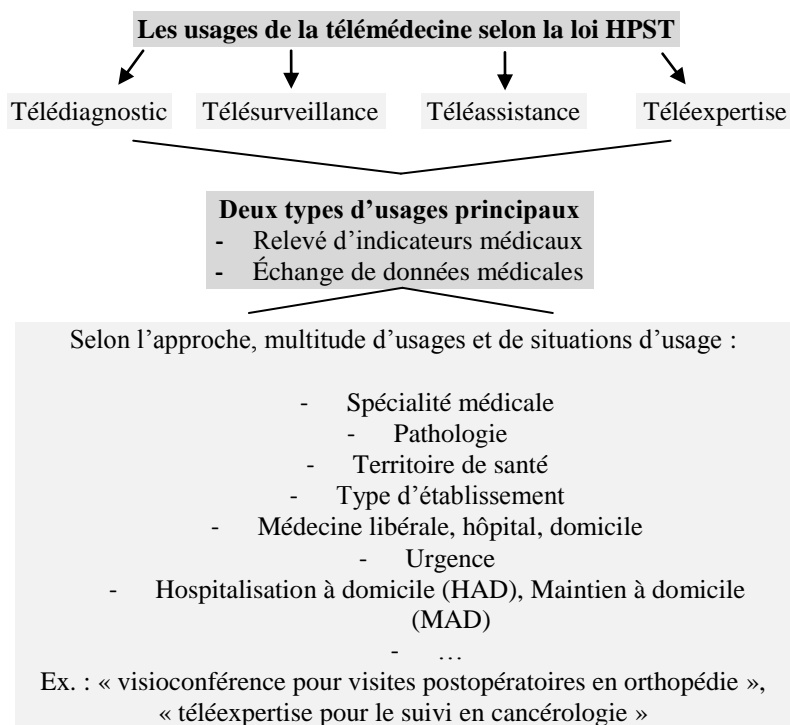 Les usages de la télémédecine selon la loi HPST
Télédiagnostic Télésurveillance Téléassistance Téléexpertise
Deux types d’usages principaux
- Relevé d’indicateurs médicaux
- Échange de données médicales
Selon l’approche, multitude d’usages et de situations d’usage :
- Spécialité médicale
- Pathologie
- Territoire de santé
- Type d’établissement
- Médecine libérale, hôpital, domicile
- Urgence
- Hospitalisation à domicile (HAD), Maintien à domicile
(MAD)
- …
Ex. : « visioconférence pour visites postopératoires en orthopédie »,
« téléexpertise pour le suivi en cancérologie »